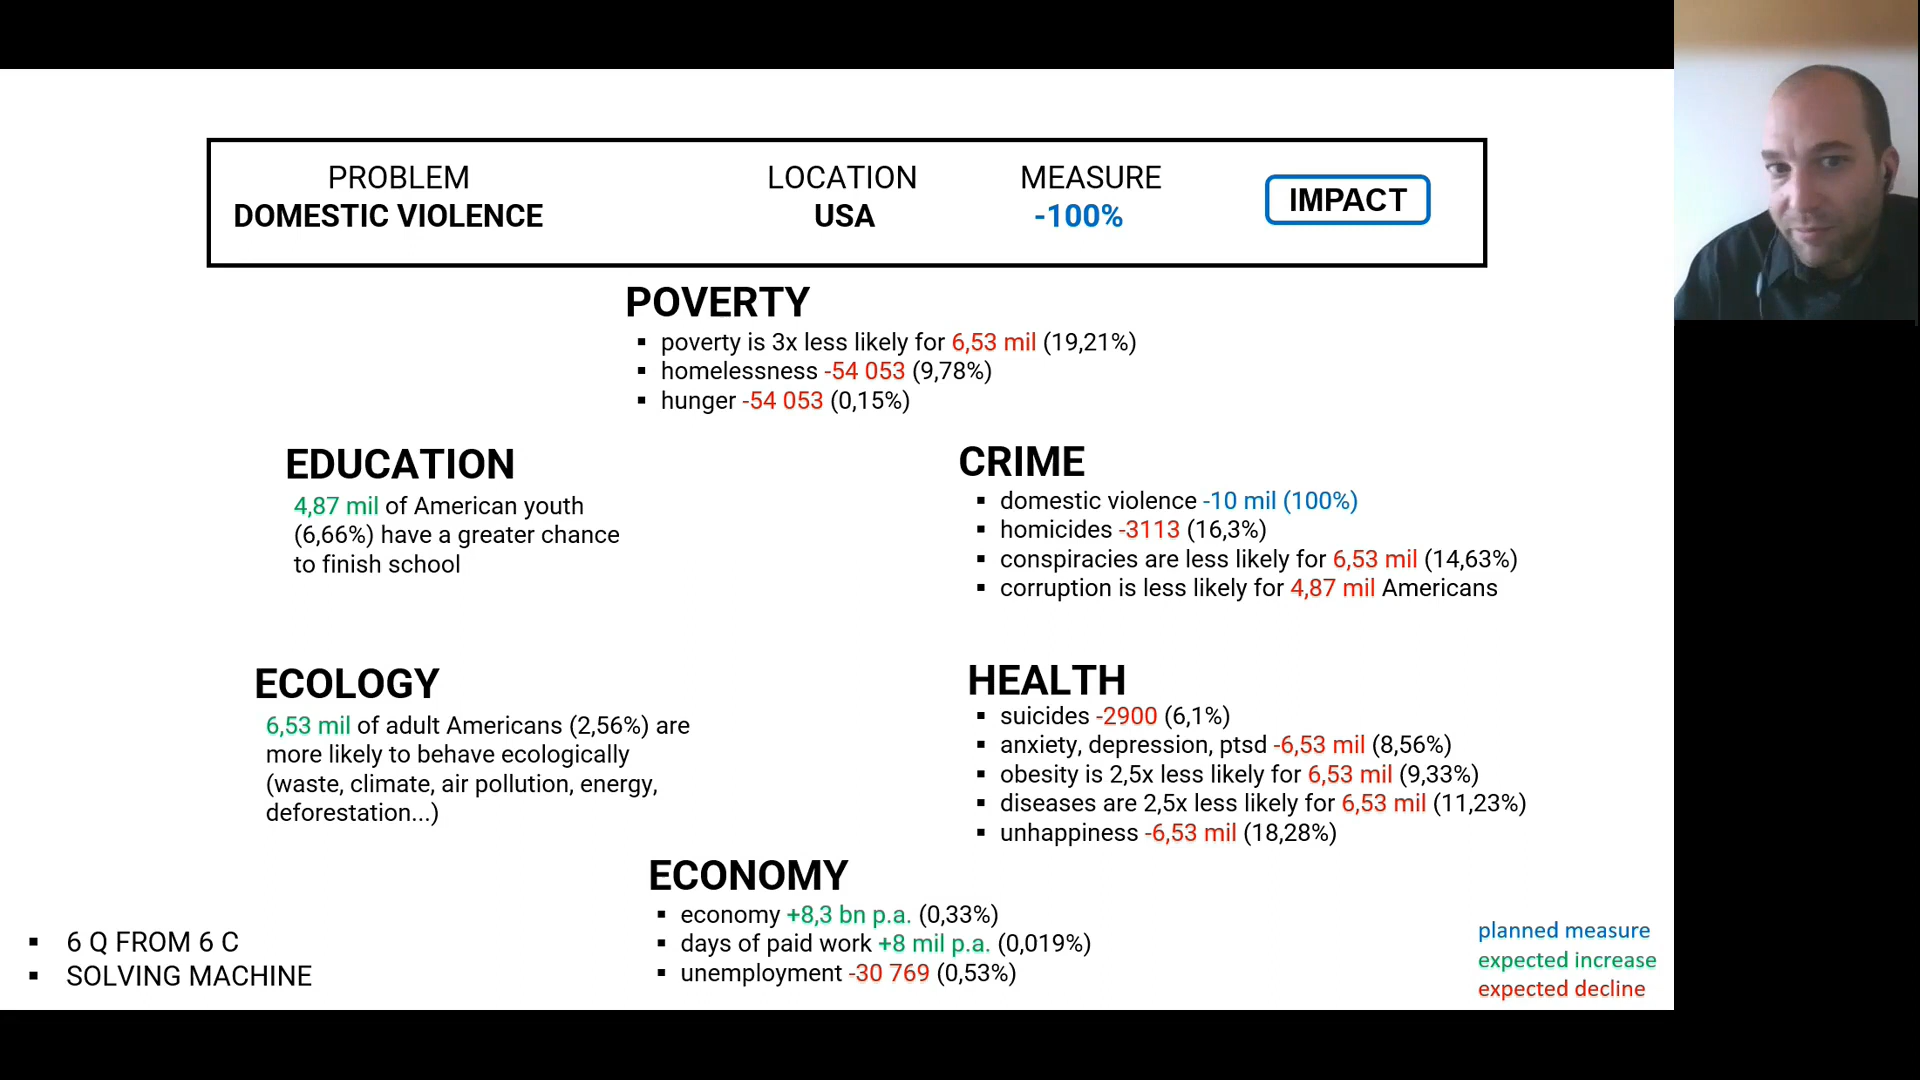 PROBLEM
DOMESTIC VIOLENCE
LOCATION
USA
MEASURE
-100%
IMPACT
POVERTY
▪ poverty is 3x less likely for 6,53 mil (19,21%)
▪ homelessness -54 053 (9,78%)
▪ hunger -54 053 (0,15%)
EDUCATION
4,87 mil of American youth
(6,66%) have a greater chance
to finish school
CRIME
▪ domestic violence -10 mil (100%)
▪ homicides -3113 (16,3%)
▪ conspiracies are less likely for 6,53 mil (14,63%)
▪ corruption is less likely for 4,87 mil Americans
ECOLOGY
6,53 mil of adult Americans (2,56%) are
more likely to behave ecologically
(waste, climate, air pollution, energy,
deforestation...)
HEALTH
▪ suicides -2900 (6,1%)
▪ anxiety, depression, ptsd -6,53 mil (8,56%)
▪ obesity is 2,5x less likely for 6,53 mil (9,33%)
▪ diseases are 2,5x less likely for 6,53 mil (11,23%)
▪ unhappiness -6,53 mil (18,28%)
ECONOMY
▪ economy +8,3 bn p.a. (0,33%)
▪ days of paid work +8 mil p.a. (0,019%)
▪ unemployment -30 769 (0,53%)
▪ 6 Q FROM 6 C
▪ SOLVING MACHINE
planned measure
expected increase
expected decline